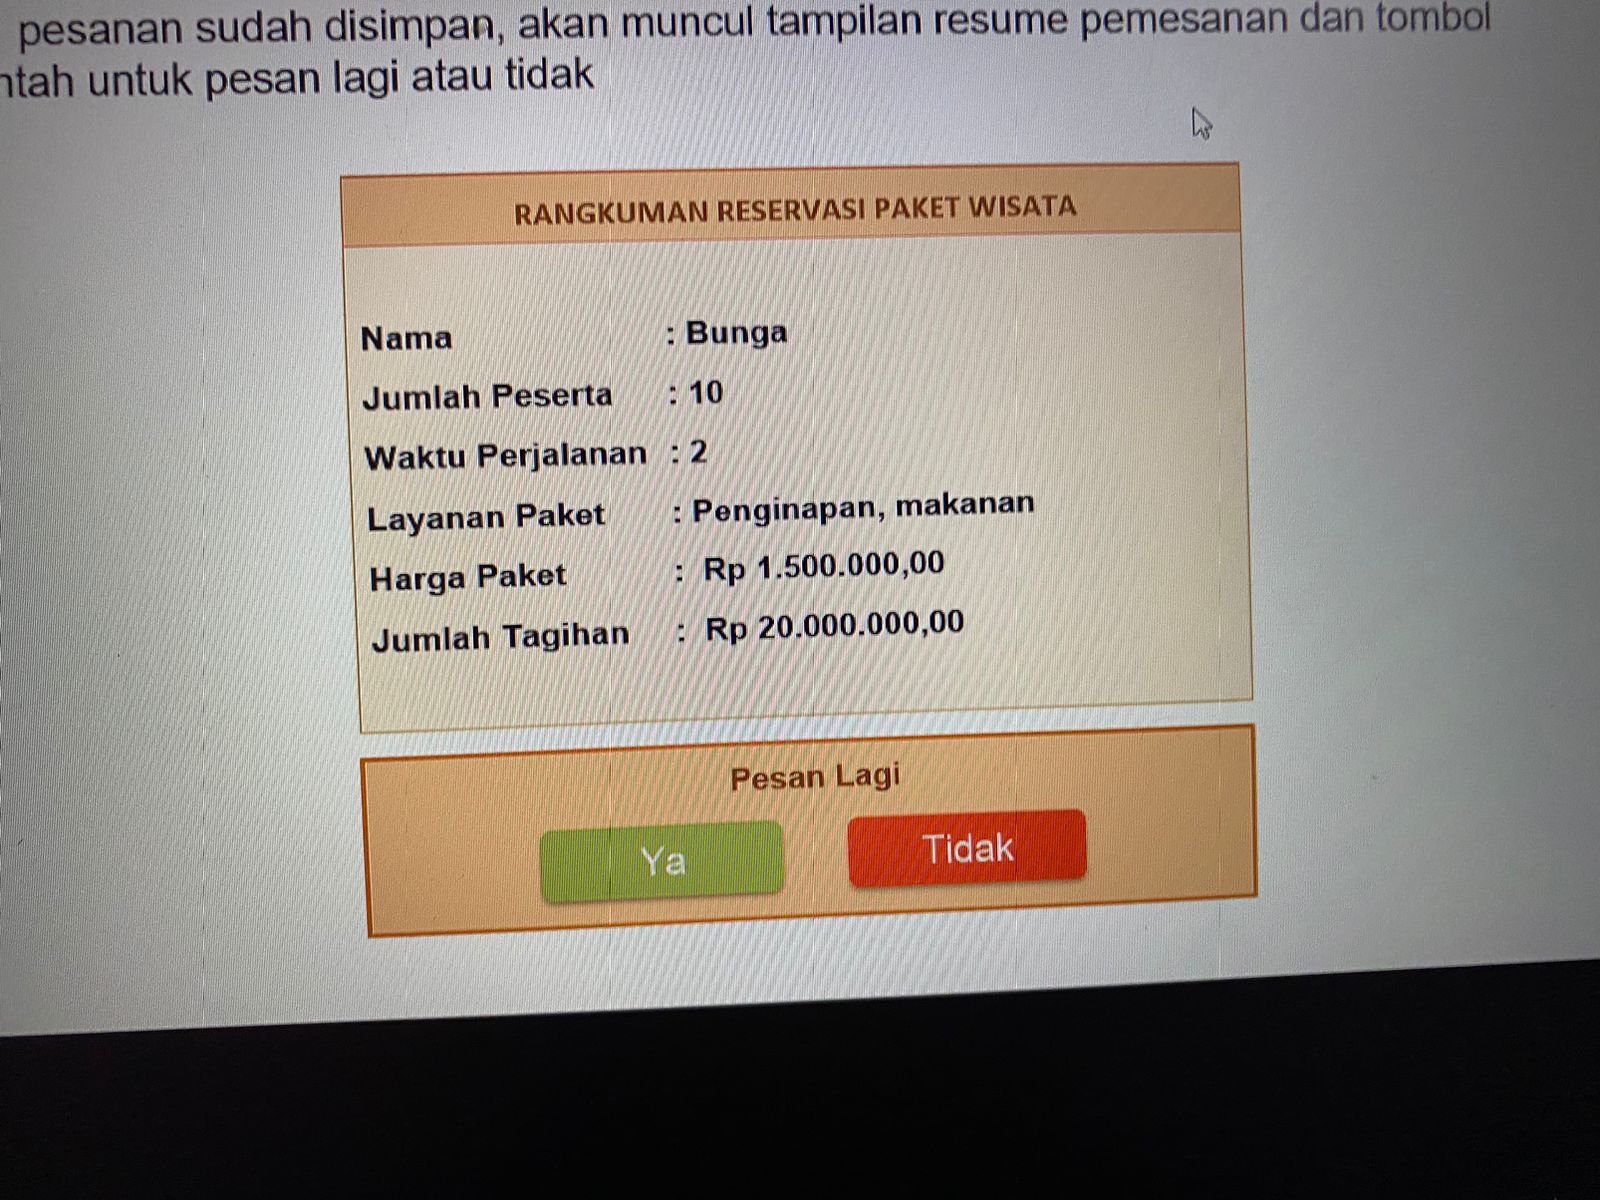 pesanan sudah disimpan, akan muncul tampilan resume pemesanan dan tombol
untuk pesan lagi atau tidak
RANGKUMAN RESERVASI PAKET WISATA
Nama : Bunga
Jumlah Peserta : 10
Waktu Perjalanan : 2
Layanan Paket : Penginapan, makanan
Harga Paket : Rp 1.500.000,00
Jumlah Tagihan : Rp 20.000.000,00
Pesan Lagi
Ya Tidak